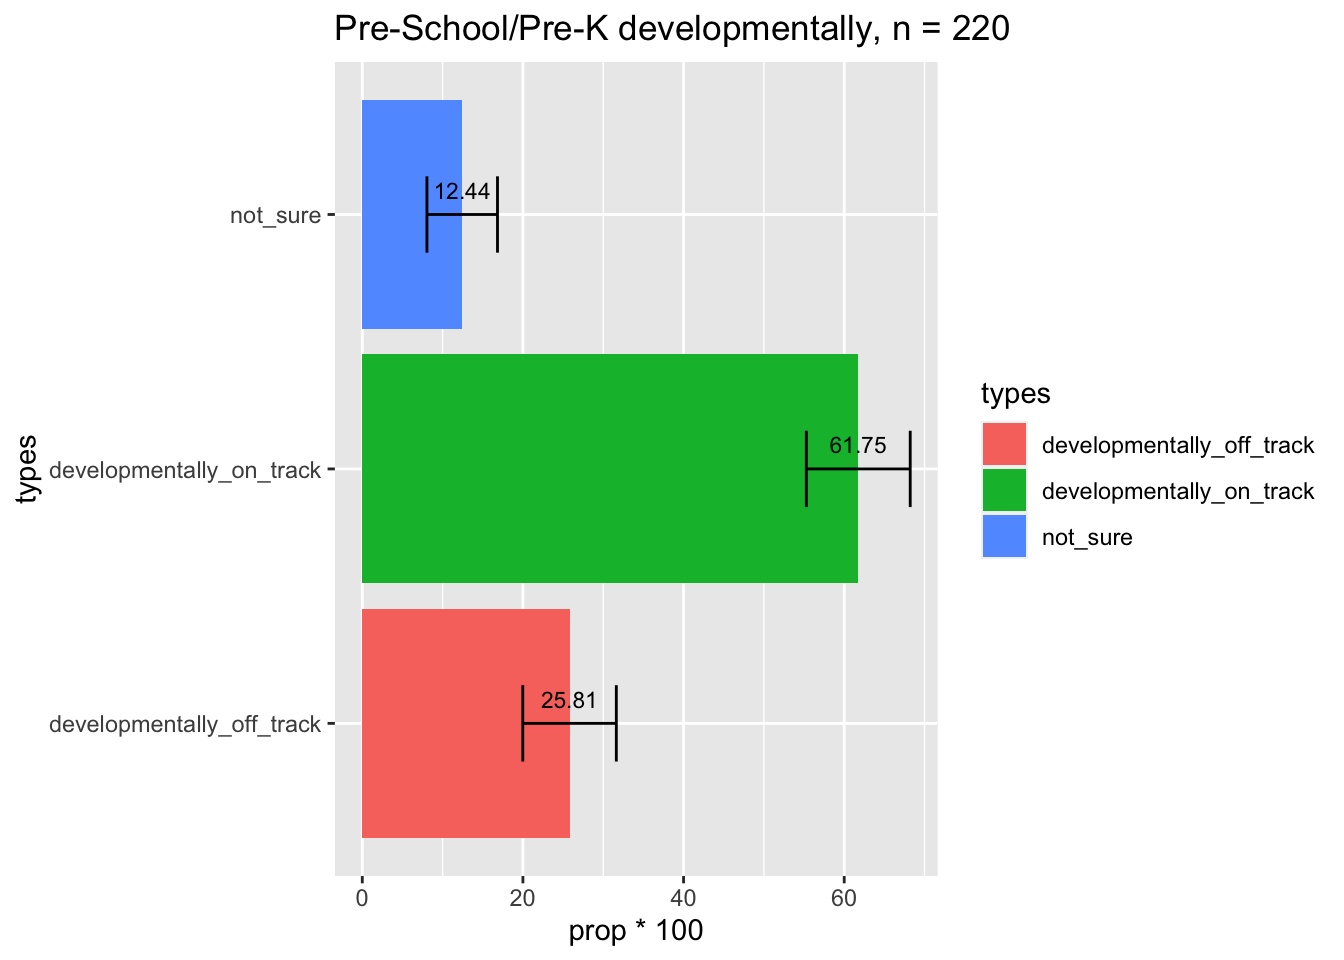 Pre-School/Pre-K developmentally, n = 220
not_sure
developmentally_on_track
developmentally_off_track
types
12.44
61.75
25.81
0 20 40 60
prop * 100
types
developmentally_off_track
developmentally_on_track
not_sure